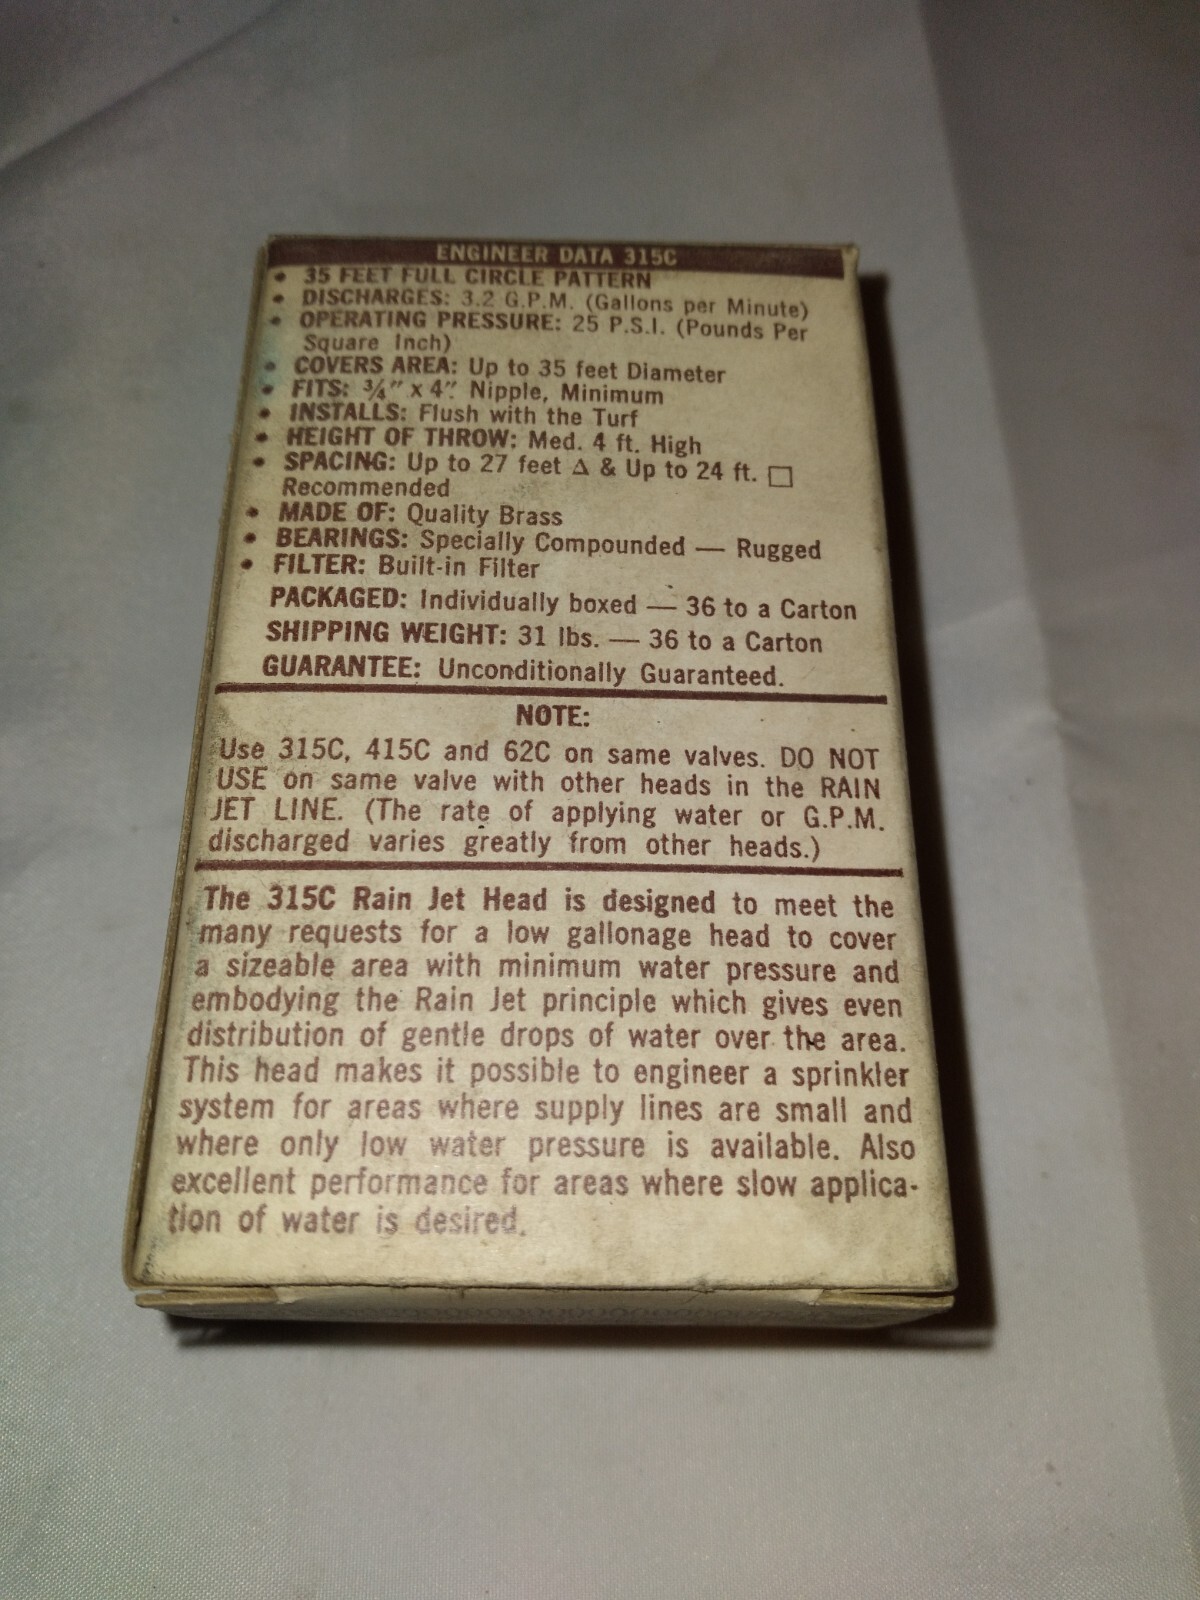 ENGINEER DATA 315C
• 35 FEET FULL CIRCLE PATTERN
• DISCHARGES: 3.2 G.P.M. (Gallons per Minute)
• OPERATING PRESSURE: 25 P.S.I. (Pounds Per
Square Inch)
• COVERS AREA: Up to 35 feet Diameter
• FITS: ¾" x 4". Nipple, Minimum
• INSTALLS: Flush with the Turf
• HEIGHT OF THROW: Med. 4 ft. High
• SPACING: Up to 27 feet Δ & Up to 24 ft. □
Recommended
• MADE OF: Quality Brass
• BEARINGS: Specially Compounded — Rugged
• FILTER: Built-in Filter
PACKAGED: Individually boxed — 36 to a Carton
SHIPPING WEIGHT: 31 lbs. — 36 to a Carton
GUARANTEE: Unconditionally Guaranteed.
NOTE:
Use 315C, 415C and 62C on same valves. DO NOT
USE on same valve with other heads in the RAIN
JET LINE. (The rate of applying water or G.P.M.
discharged varies greatly from other heads.)
The 315C Rain Jet Head is designed to meet the
many requests for a low gallonage head to cover
a sizeable area with minimum water pressure and
embodying the Rain Jet principle which gives even
distribution of gentle drops of water over the area.
This head makes it possible to engineer a sprinkler
system for areas where supply lines are small and
where only low water pressure is available. Also
excellent performance for areas where slow applica-
tion of water is desired.